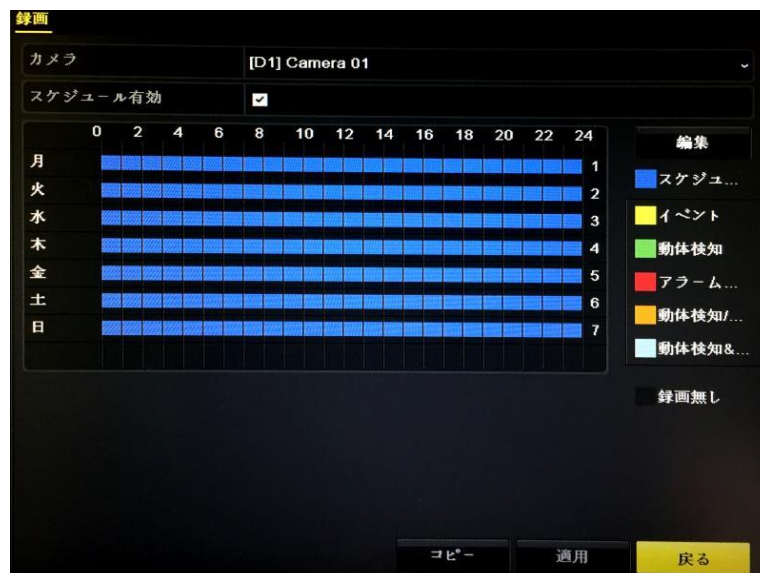 録画
カメラ
[D1] Camera 01
スケジュール有効
0 2 4 6 8 10 12 14 16 18 20 22 24
月 1
火 2
水 3
木 4
金 5
土 6
日 7
編集
スケジュ...
イベント
動体検知
アラーム...
動体検知/...
動体検知&...
録画無し
コピー
適用
戻る